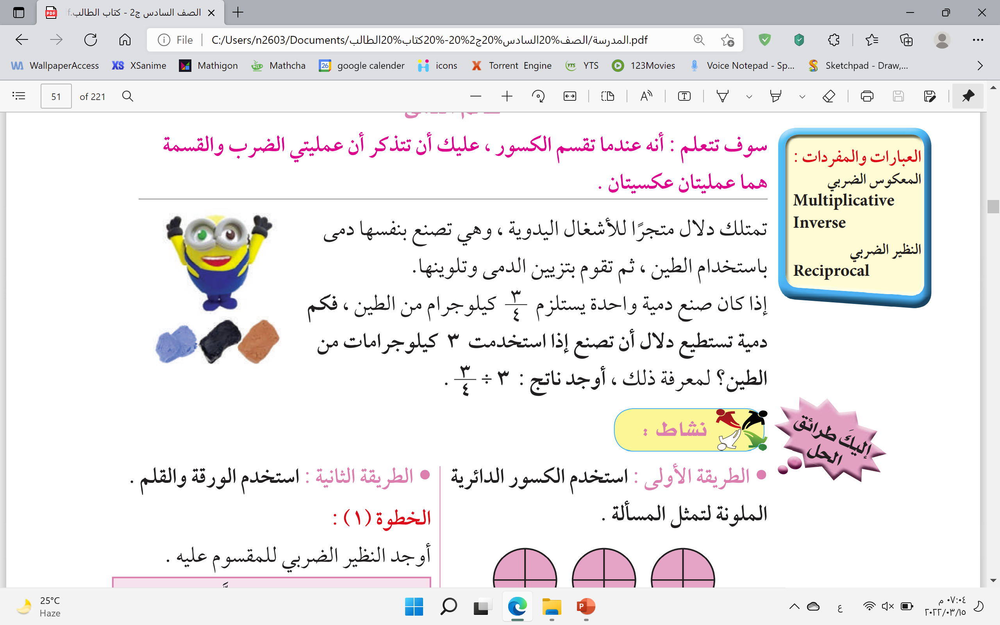 الصف السادس ج2 - كتاب الطالب.f
File
C:/Users/n2603/Documents/المدرسة/الصف%20السادس%20ج2%20-%20كتاب%20الطالب.pdf
WallpaperAccess
XSanime
Mathigon
Mathcha
google calender
icons
Torrent Engine
YTS
123Movies
Voice Notepad - Sp...
Sketchpad - Draw,...
51 of 221
سوف تتعلم : أنه عندما تقسم الكسور ، عليك أن تتذكر أن عمليتي الضرب والقسمة
هما عمليتان عكسيتان .
العبارات والمفردات :
المعكوس الضربي
Multiplicative
Inverse
النظير الضربي
Reciprocal
تمتلك دلال متجرًا للأشغال اليدوية ، وهي تصنع بنفسها دمى
باستخدام الطين ، ثم تقوم بتزيين الدمى وتلوينها.
إذا كان صنع دمية واحدة يستلزم ٣/٤ كيلوجرام من الطين ، فكم
دمية تستطيع دلال أن تصنع إذا استخدمت ٣ كيلوجرامات من
الطين؟ لمعرفة ذلك ، أوجد ناتج : ٣ ÷ ٣/٤ .
إليكَ طرائق
الحل
نشاط :
• الطريقة الأولى : استخدم الكسور الدائرية
الملونة لتمثل المسألة .
• الطريقة الثانية : استخدم الورقة والقلم .
الخطوة (١) :
أوجد النظير الضربي للمقسوم عليه .
25°C
Haze
ع
٠٧:٠٤ م
٢٠٢٢/٠٣/١٥